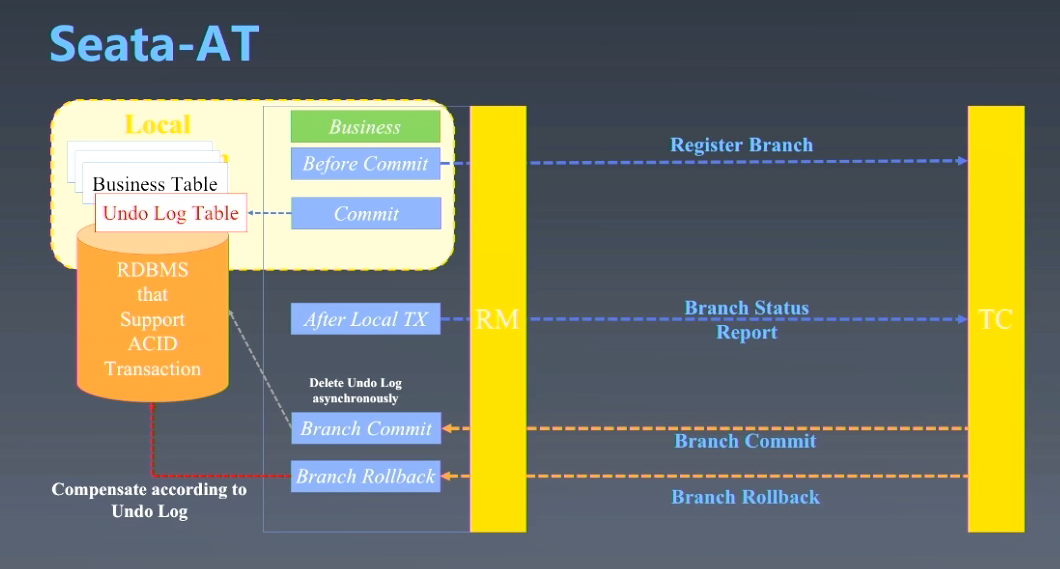 Seata-AT
Local
Business
Before Commit
Register Branch
Business Table
Undo Log Table
Commit
RDBMS
that
Support
ACID
Transaction
After Local TX
RM
Branch Status
Report
TC
Delete Undo Log
asynchronously
Branch Commit
Branch Commit
Branch Rollback
Branch Rollback
Compensate according to
Undo Log